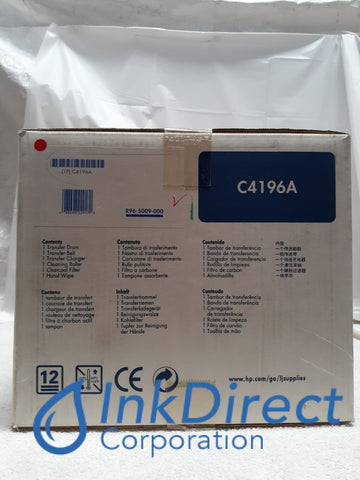 (1P) C4196A
R96-5009-000
C4196A
Contents
1 Transfer Drum
1 Transfer Belt
1 Transfer Charger
1 Cleaning Roller
1 Charcoal Filter
1 Hand Wipe
Contenuto
1 Tamburo di trasferimento
1 Nastro di trasferimento
1 Caricatore di trasferimento
1 Rullo pulitore
1 Filtro a carbone
1 Tampone assorbente
Contenido
1 Tambor de transferencia
1 Banda de transferencia
1 Cargador de transferencia
1 Rodillo de limpieza
1 Filtro de carbón
1 Almohadilla
内容
Contenu
1 tambour de transfert
1 courroie de transfert
1 chargeur de transfert
1 rouleau de nettoyage
1 filtre à charbon actif
1 tampon
Inhalt
1 Transfertrommel
1 Transferriemen
1 Transferladegerät
1 Reinigungswalze
1 Kohlefilter
1 Tupfer zur Reinigung
der Hände
Conteúdo
1 Tambor de transferência
1 Banda de transferência
1 Carregador
de transferência
1 Rolete de limpeza
1 Filtro de carvão
1 Toalha de mão
12
CE
www.hp.com/go/ljsupplies
InkDirect
Corporation